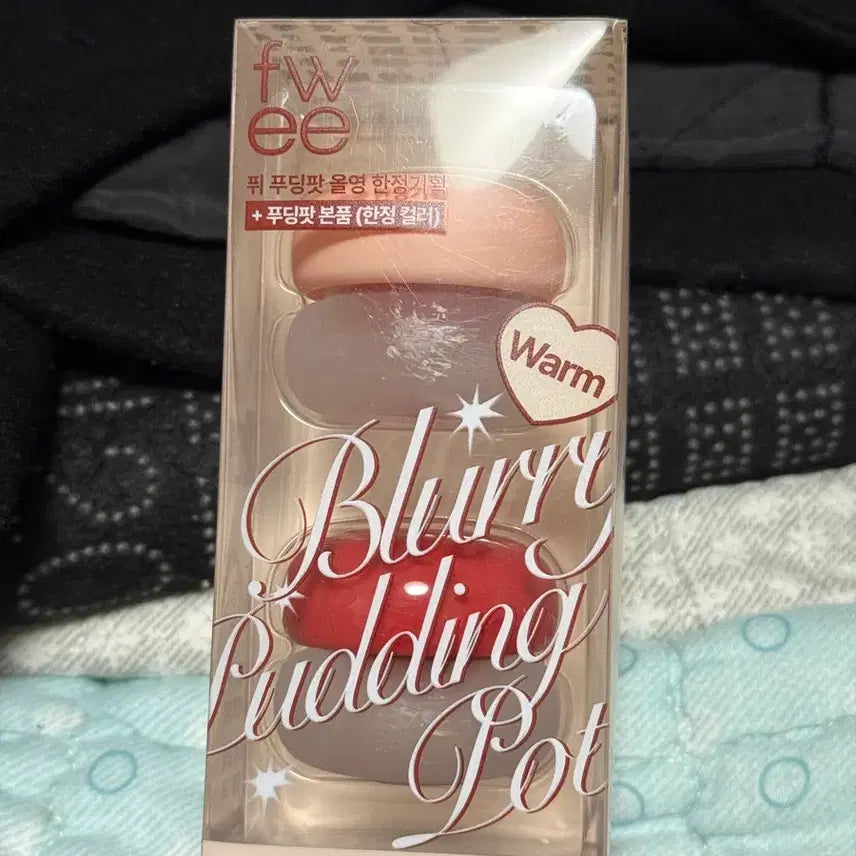 fw
ee
퓌 푸딩팟 올영 한정기획
+ 푸딩팟 본품 (한정 컬러)
Warm
Blurry
Pudding
Pot